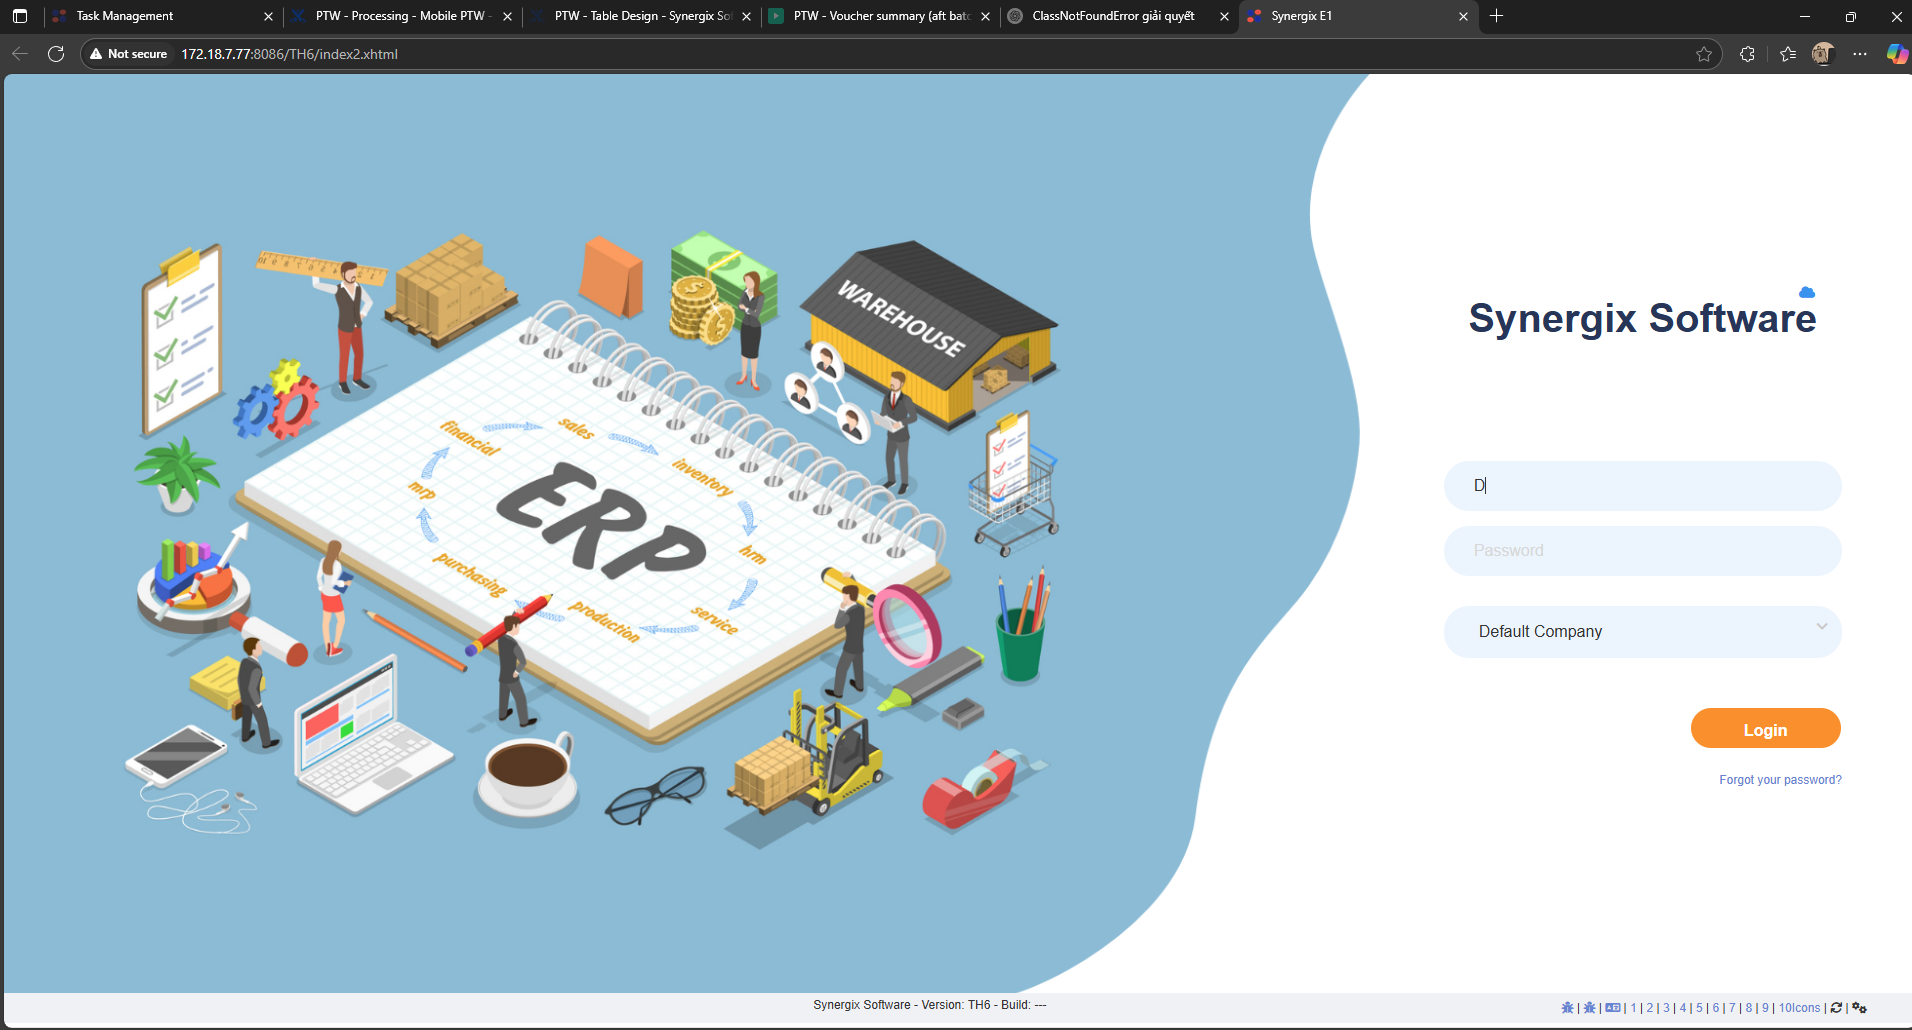 Task Management
PTW - Processing - Mobile PTW -
PTW - Table Design - Synergix Sof
PTW - Voucher summary (aft batc
ClassNotFoundError giải quyết
Synergix E1
Not secure
172.18.7.77:8086/TH6/index2.xhtml
WAREHOUSE
financial
sales
inventory
hrm
service
production
purchasing
mrp
ERP
Synergix Software
D
Password
Default Company
Login
Forgot your password?
Synergix Software - Version: TH6 - Build: ---
| | | 1 | 2 | 3 | 4 | 5 | 6 | 7 | 8 | 9 | 10Icons | |